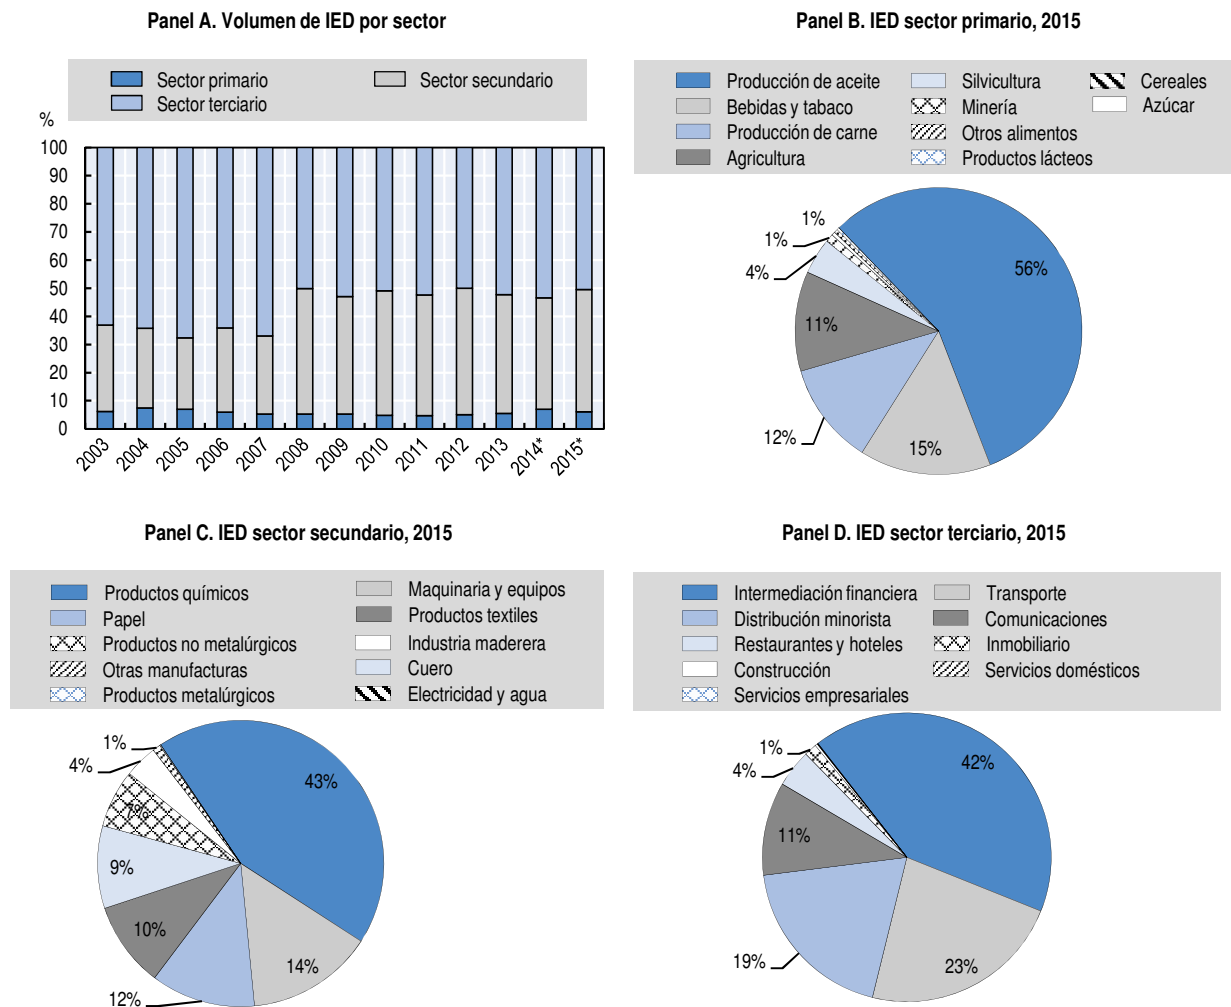 Panel A. Volumen de IED por sector
Sector primario
Sector secundario
Sector terciario
%
100
90
80
70
60
50
40
30
20
10
0
2003
2004
2005
2006
2007
2008
2009
2010
2011
2012
2013
2014*
2015*
Panel B. IED sector primario, 2015
Producción de aceite
Silvicultura
Cereales
Bebidas y tabaco
Minería
Azúcar
Producción de carne
Otros alimentos
Agricultura
Productos lácteos
1%
1%
4%
56%
11%
12%
15%
Panel C. IED sector secundario, 2015
Productos químicos
Maquinaria y equipos
Papel
Productos textiles
Productos no metalúrgicos
Industria maderera
Otras manufacturas
Cuero
Productos metalúrgicos
Electricidad y agua
1%
4%
43%
7%
9%
10%
14%
12%
Panel D. IED sector terciario, 2015
Intermediación financiera
Transporte
Distribución minorista
Comunicaciones
Restaurantes y hoteles
Inmobiliario
Construcción
Servicios domésticos
Servicios empresariales
1%
4%
42%
11%
19%
23%